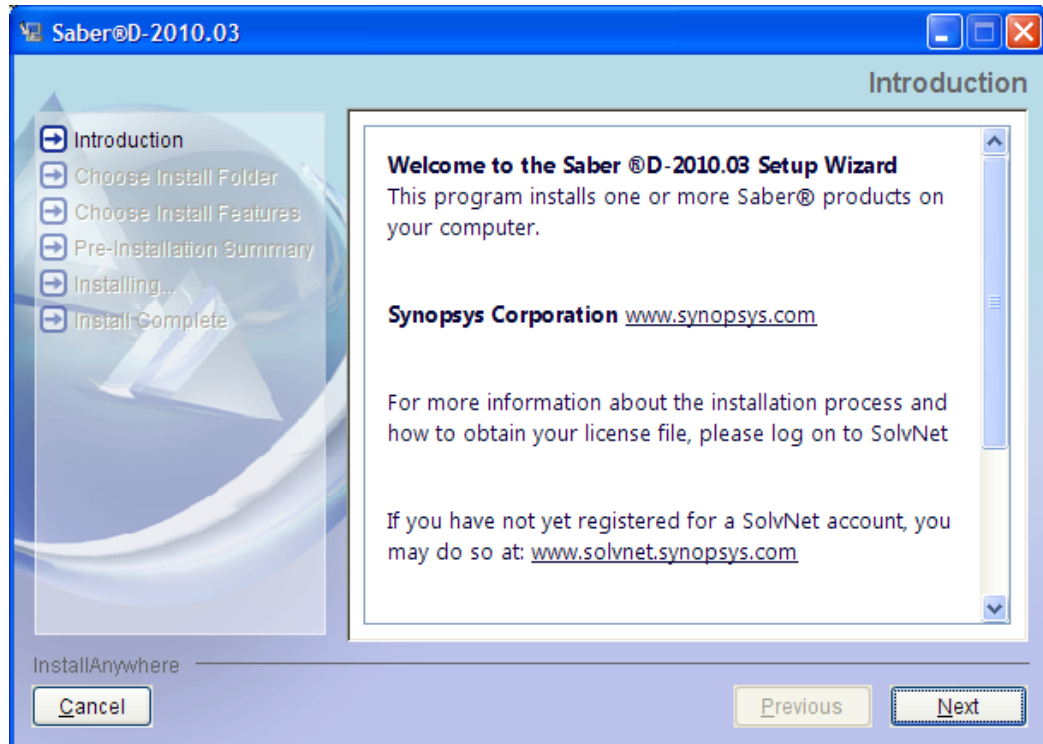 Saber®D-2010.03
Introduction
Introduction
Choose Install Folder
Choose Install Features
Pre-Installation Summary
Installing...
Install Complete
Welcome to the Saber ®D-2010.03 Setup Wizard
This program installs one or more Saber® products on
your computer.
Synopsys Corporation www.synopsys.com
For more information about the installation process and
how to obtain your license file, please log on to SolvNet
If you have not yet registered for a SolvNet account, you
may do so at: www.solvnet.synopsys.com
InstallAnywhere
Cancel
Previous
Next